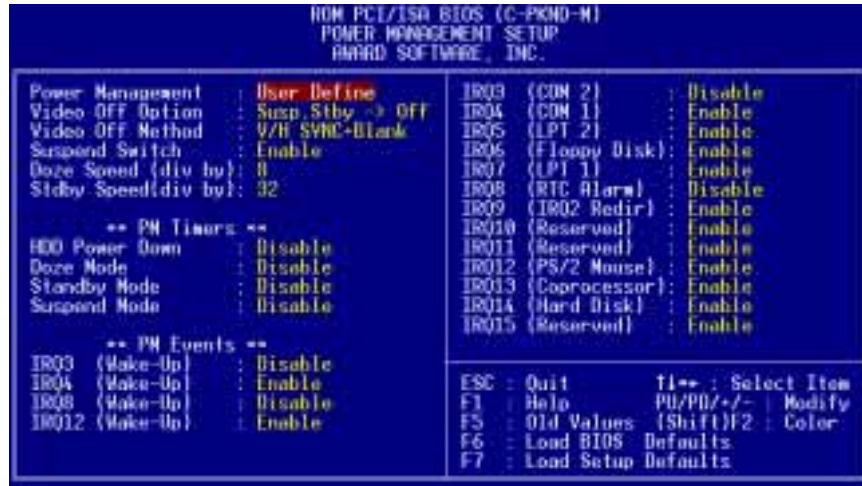 ROM PCI/ISA BIOS (C-PKND-M)
POWER MANAGEMENT SETUP
AWARD SOFTWARE, INC.
Power Management : User Define
Video Off Option : Susp,Stby -> Off
Video Off Method : V/H SYNC+Blank
Suspend Switch : Enable
Doze Speed (div by): 8
Stdby Speed(div by): 32
** PM Timers **
HDD Power Down : Disable
Doze Mode : Disable
Standby Mode : Disable
Suspend Mode : Disable
** PM Events **
IRQ3 (Wake-Up) : Disable
IRQ4 (Wake-Up) : Enable
IRQ8 (Wake-Up) : Disable
IRQ12 (Wake-Up) : Enable
IRQ3 (COM 2) : Disable
IRQ4 (COM 1) : Enable
IRQ5 (LPT 2) : Enable
IRQ6 (Floppy Disk): Enable
IRQ7 (LPT 1) : Enable
IRQ8 (RTC Alarm) : Disable
IRQ9 (IRQ2 Redir) : Enable
IRQ10 (Reserved) : Enable
IRQ11 (Reserved) : Enable
IRQ12 (PS/2 Mouse) : Enable
IRQ13 (Coprocessor): Enable
IRQ14 (Hard Disk) : Enable
IRQ15 (Reserved) : Enable
ESC : Quit ↑↓→← : Select Item
F1 : Help PU/PD/+/- : Modify
F5 : Old Values (Shift)F2 : Color
F6 : Load BIOS Defaults
F7 : Load Setup Defaults